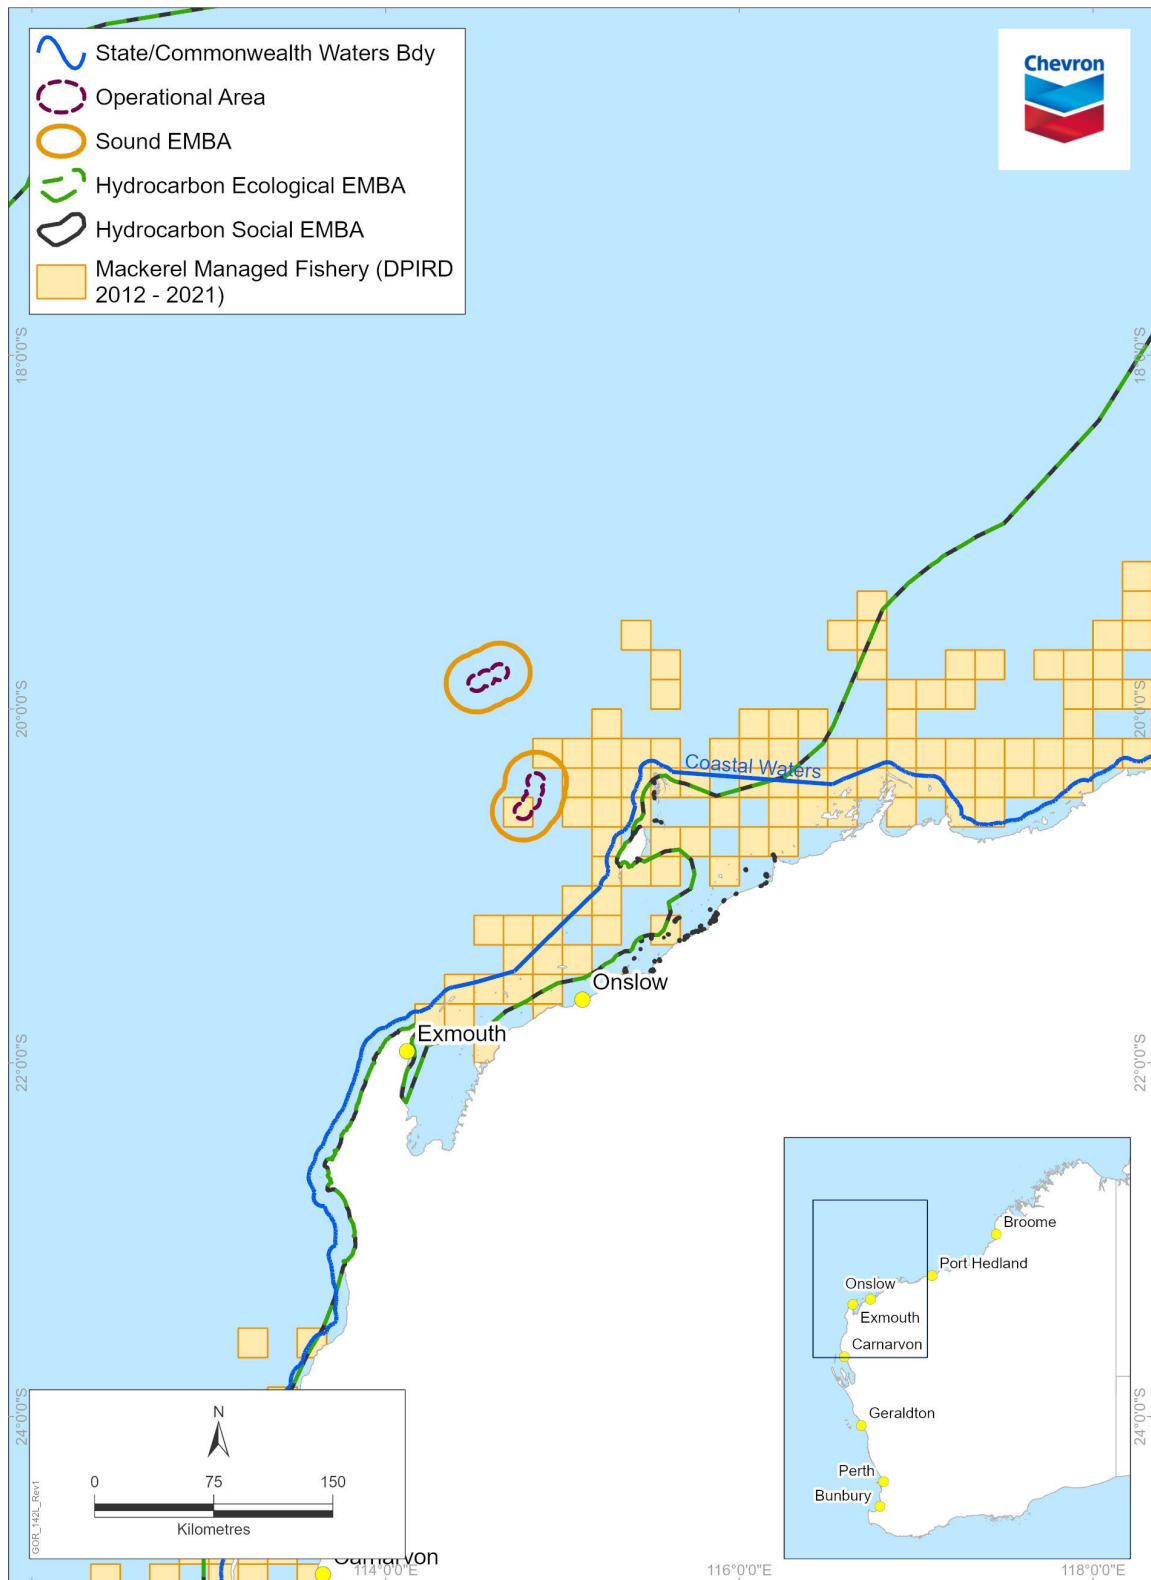 State/Commonwealth Waters Bdy
Operational Area
Sound EMBA
Hydrocarbon Ecological EMBA
Hydrocarbon Social EMBA
Mackerel Managed Fishery (DPIRD
2012 - 2021)
Chevron
18°0'0"S
18°0'0"S
20°0'0"S
20°0'0"S
Coastal Waters
Onslow
Exmouth
22°0'0"S
22°0'0"S
Broome
Port Hedland
Onslow
Exmouth
Carnarvon
Geraldton
Perth
Bunbury
24°0'0"S
24°0'0"S
N
0 75 150
Kilometres
GOR_142L_Rev1
Carnarvon
114°0'0"E
116°0'0"E
118°0'0"E